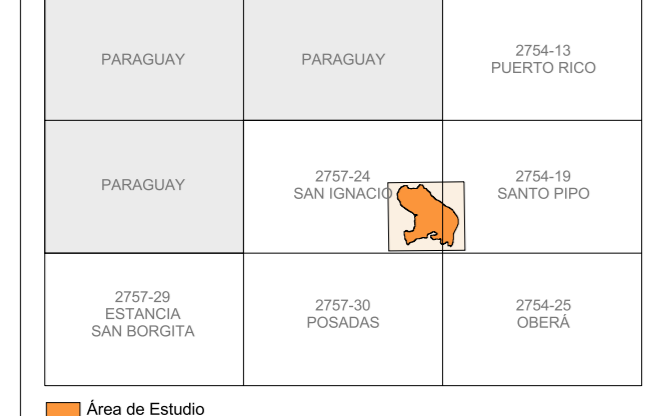 PARAGUAY
PARAGUAY
2754-13
PUERTO RICO
PARAGUAY
2757-24
SAN IGNACIO
2754-19
SANTO PIPO
2757-29
ESTANCIA
SAN BORGITA
2757-30
POSADAS
2754-25
OBERÁ
Área de Estudio